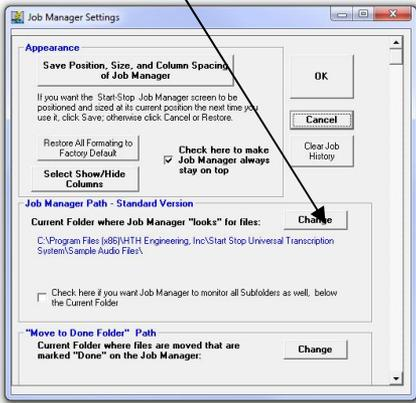 Job Manager Settings
Appearance
Save Position, Size, and Column Spacing
of Job Manager
OK
If you want the Start-Stop Job Manager screen to be
positioned and sized at its current position the next time you
use it, click Save; otherwise click Cancel or Restore.
Cancel
Restore All Formating to
Factory Default
Check here to make
Job Manager always
stay on top
Clear Job
History
Select Show/Hide
Columns
Job Manager Path - Standard Version
Current Folder where Job Manager "looks" for files:
Change
C:\Program Files (x86)\HTH Engineering, Inc\Start Stop Universal Transcription
System\Sample Audio Files\
Check here if you want Job Manager to monitor all Subfolders as well, below
the Current Folder
"Move to Done Folder" Path
Current Folder where files are moved that are
marked "Done" on the Job Manager:
Change